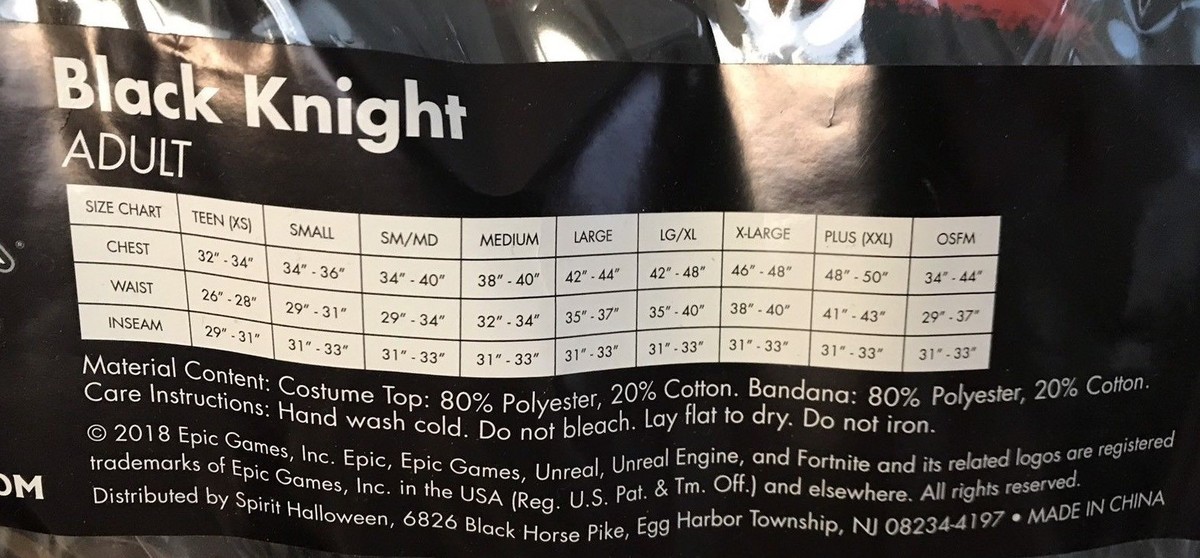 Black Knight
ADULT
SIZE CHART TEEN (XS) SMALL SM/MD MEDIUM LARGE LG/XL X-LARGE PLUS (XXL) OSFM
CHEST 32" - 34" 34" - 36" 34" - 40" 38" - 40" 42" - 44" 42" - 48" 46" - 48" 48" - 50" 34" - 44"
WAIST 26" - 28" 29" - 31" 29" - 34" 32" - 34" 35" - 37" 35" - 40" 38" - 40" 41" - 43" 29" - 37"
INSEAM 29" - 31" 31" - 33" 31" - 33" 31" - 33" 31" - 33" 31" - 33" 31" - 33" 31" - 33" 31" - 33"
Material Content: Costume Top: 80% Polyester, 20% Cotton. Bandana: 80% Polyester, 20% Cotton.
Care Instructions: Hand wash cold. Do not bleach. Lay flat to dry. Do not iron.
© 2018 Epic Games, Inc. Epic, Epic Games, Unreal, Unreal Engine, and Fortnite and its related logos are registered
trademarks of Epic Games, Inc. in the USA (Reg. U.S. Pat. & Tm. Off.) and elsewhere. All rights reserved.
Distributed by Spirit Halloween, 6826 Black Horse Pike, Egg Harbor Township, NJ 08234-4197 • MADE IN CHINA